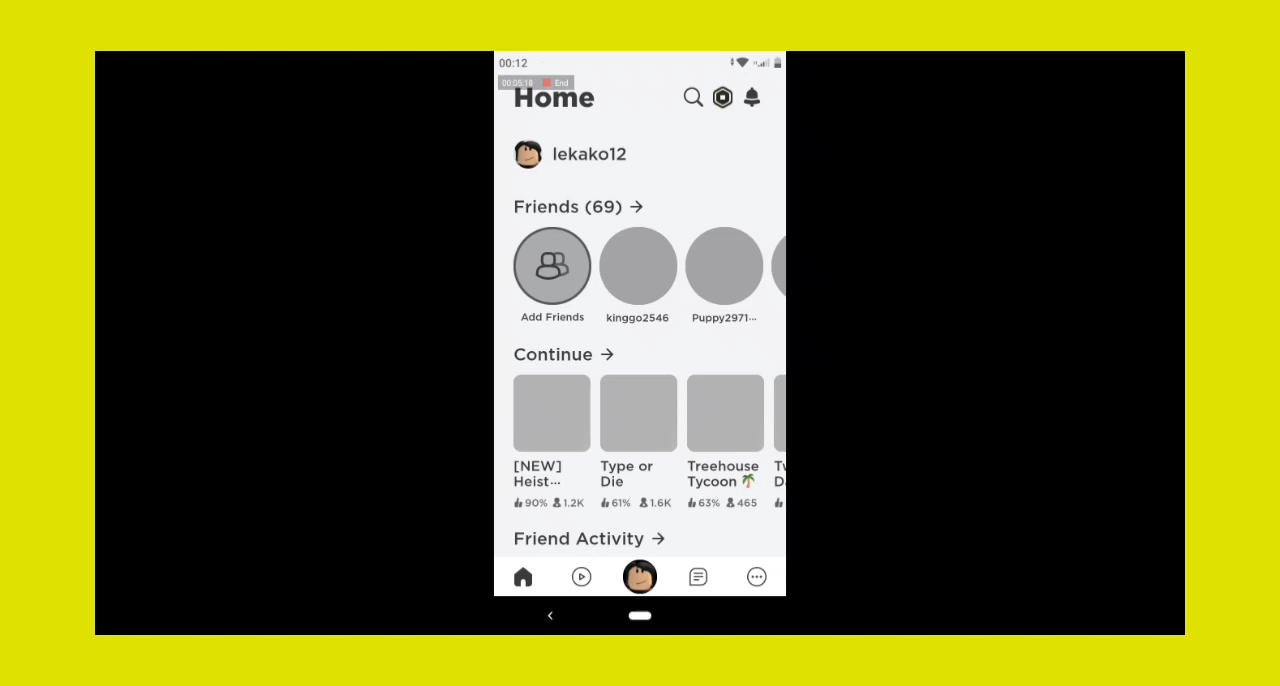 00:12
00:05:18 End
Home
lekako12
Friends (69) →
Add Friends kinggo2546 Puppy2971...
Continue →
[NEW] Type or Treehouse Tw
Heist... Die Tycoon 🌴 D
90% 1.2K 61% 1.6K 63% 465
Friend Activity →